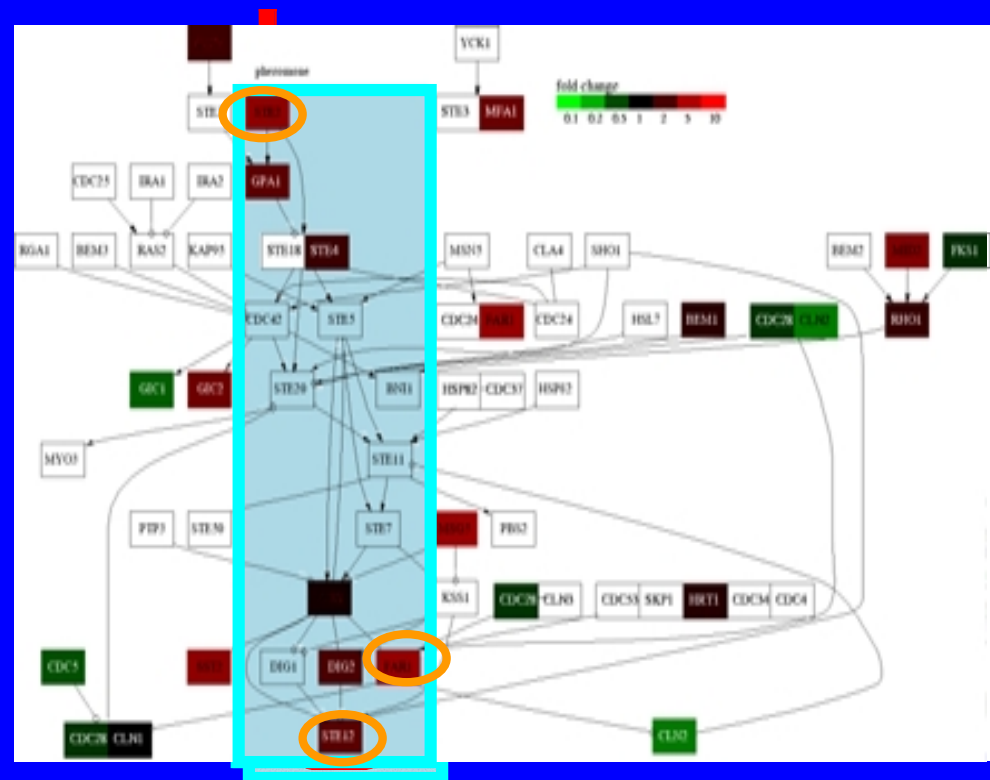 YCK1
pheromone
fold change
STE3 MFA1
0.1 0.2 0.5 1 2 5 10
CDC25 IRA1 IRA2 GPA1
RGA1 BEM3 RAS2 KAP95 STE18 STE4 CLA4 SHO1 BEM2 FKS1
CDC42 STE5 CDC24 CDC24 HSL7 BEM1 CDC28 CLN2 RHO1
GIC1 GIC2 STE20 BNI1 HSP82 CDC37 HSP82
MYO3 STE11
PTP3 STE50 STE7 PBS2
KSS1 CDC28 CLN3 CDC53 SKP1 HRT1 CDC34 CDC4
CDC5 DIG1 DIG2 FAR1
CDC28 CLN1 STE12 CLN2